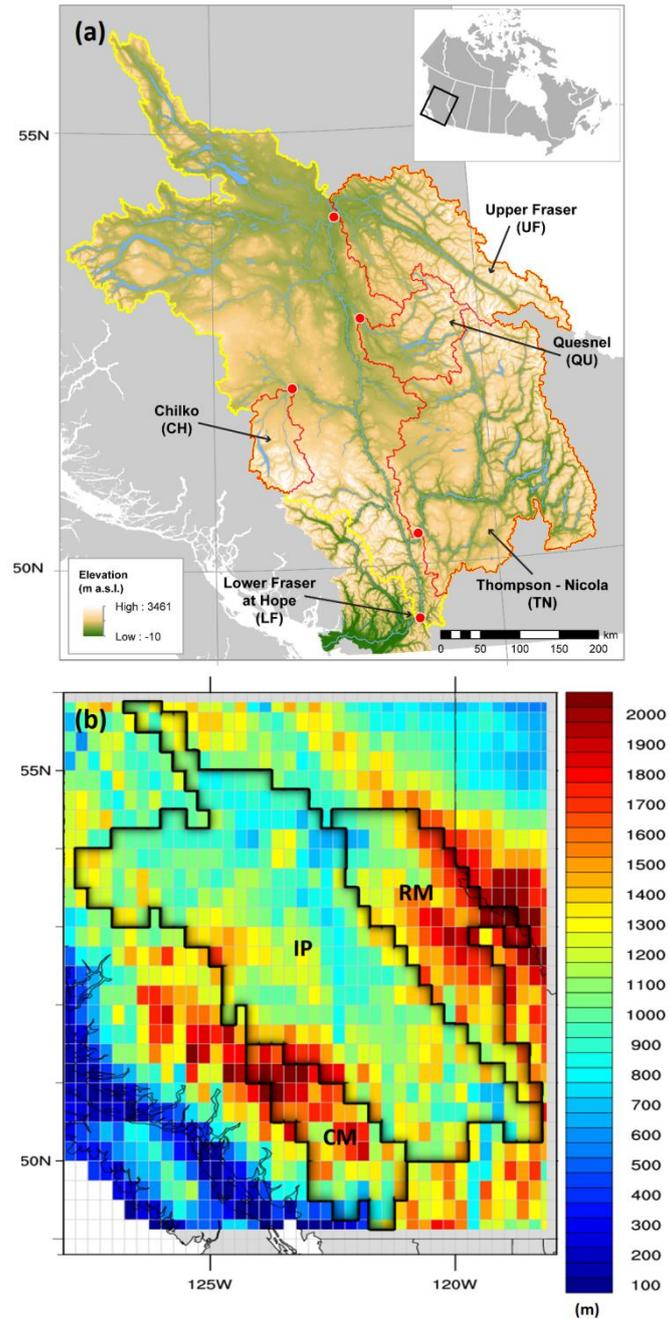 (a)
55N
Upper Fraser
(UF)
Quesnel
(QU)
Chilko
(CH)
50N
Elevation
(m a.s.l.)
High : 3461
Low : -10
Lower Fraser
at Hope
(LF)
Thompson - Nicola
(TN)
km
0 50 100 150 200
(b)
55N
RM
IP
CM
50N
125W
120W
2000
1900
1800
1700
1600
1500
1400
1300
1200
1100
1000
900
800
700
600
500
400
300
200
100
(m)